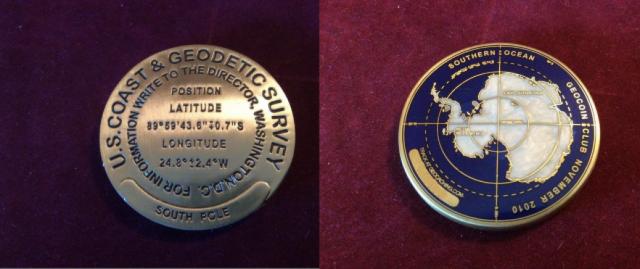 U.S. COAST & GEODETIC SURVEY
FOR INFORMATION WRITE TO THE DIRECTOR, WASHINGTON, D.C.
POSITION
LATITUDE
89°59'43.6"±0.7"S
LONGITUDE
24.8°±2.4°W
SOUTH POLE
SOUTHERN OCEAN
GEOCOIN CLUB NOVEMBER 2010